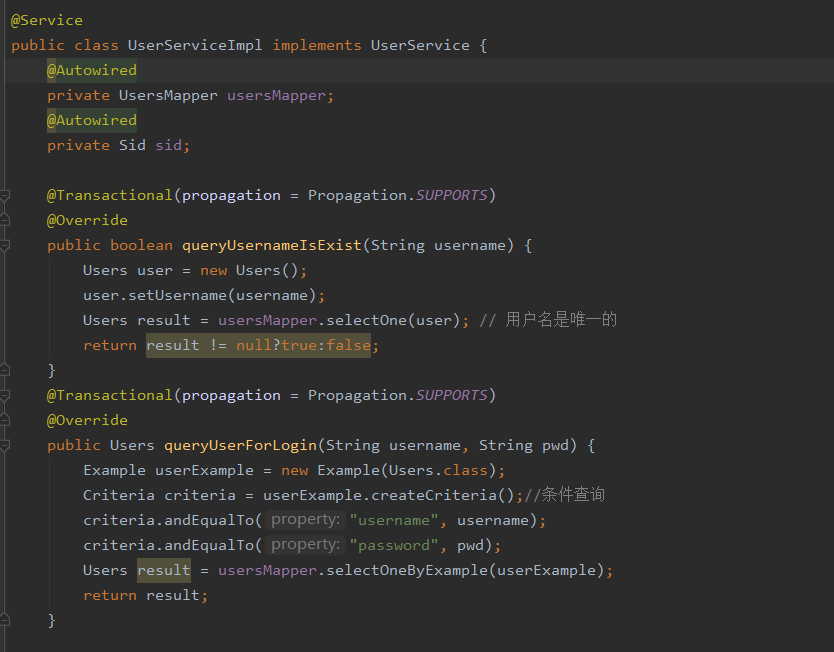 @Service
public class UserServiceImpl implements UserService {
    @Autowired
    private UsersMapper usersMapper;
    @Autowired
    private Sid sid;

    @Transactional(propagation = Propagation.SUPPORTS)
    @Override
    public boolean queryUsernameIsExist(String username) {
        Users user = new Users();
        user.setUsername(username);
        Users result = usersMapper.selectOne(user); // 用户名是唯一的
        return result != null?true:false;
    }
    @Transactional(propagation = Propagation.SUPPORTS)
    @Override
    public Users queryUserForLogin(String username, String pwd) {
        Example userExample = new Example(Users.class);
        Criteria criteria = userExample.createCriteria();//条件查询
        criteria.andEqualTo( property: "username", username);
        criteria.andEqualTo( property: "password", pwd);
        Users result = usersMapper.selectOneByExample(userExample);
        return result;
    }